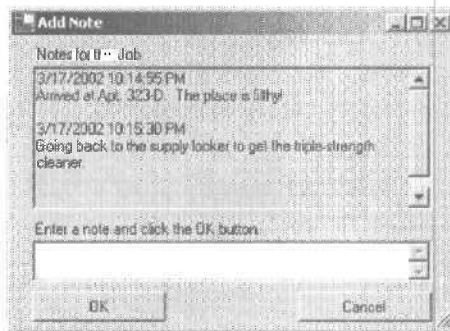 Add Note
Notes for Job
3/17/2002 10:14:55 PM
Arrived at Apt. 323-D. The place is filthy!
3/17/2002 10:15:30 PM
Going back to the supply locker to get the triple-strength
cleaner.
Enter a note and click the OK button.
OK
Cancel